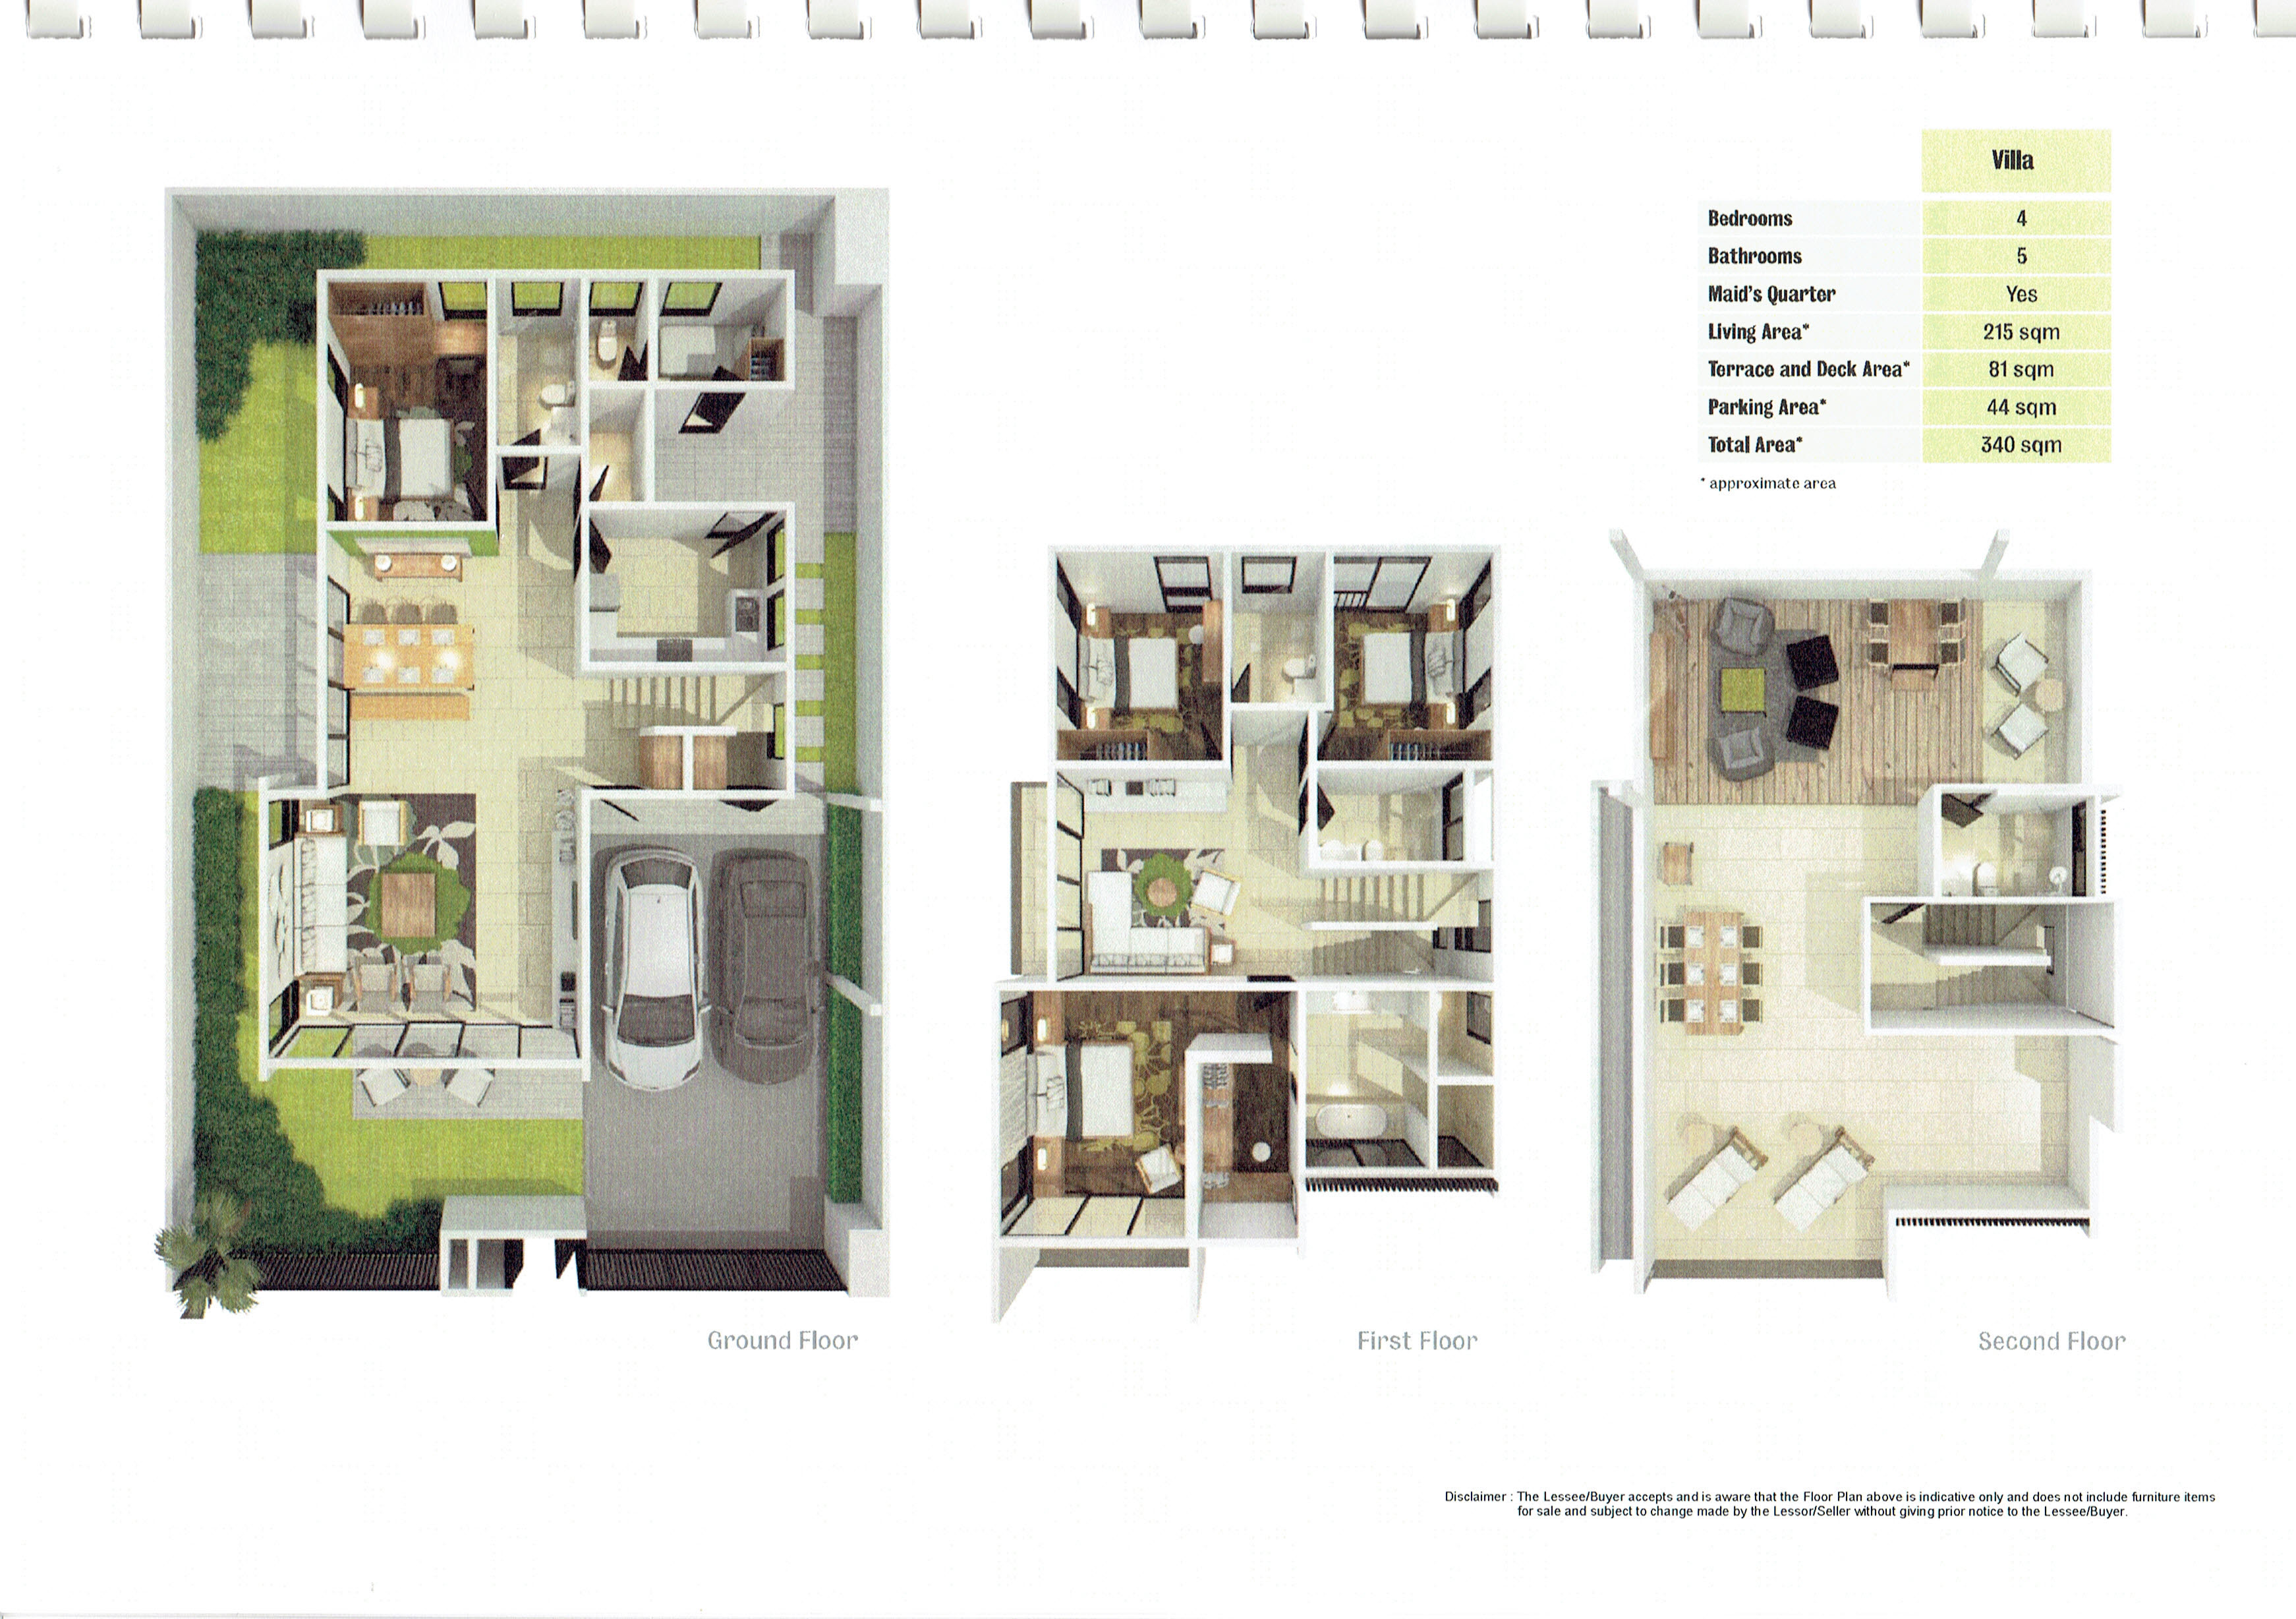 Villa
Bedrooms 4
Bathrooms 5
Maid's Quarter Yes
Living Area* 215 sqm
Terrace and Deck Area* 81 sqm
Parking Area* 44 sqm
Total Area* 340 sqm
* approximate area
Ground Floor
First Floor
Second Floor
Disclaimer : The Lessee/Buyer accepts and is aware that the Floor Plan above is indicative only and does not include furniture items
for sale and subject to change made by the Lessor/Seller without giving prior notice to the Lessee/Buyer.